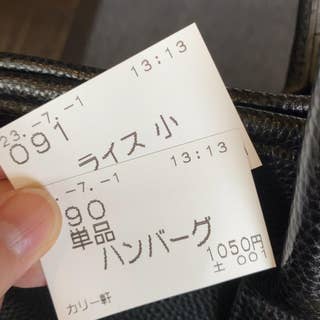 23.-7.-1 13:13
091
ライス 小
.-7.-1 13:13
90
単品
ハンバーグ
1050円
カリー軒 土 001